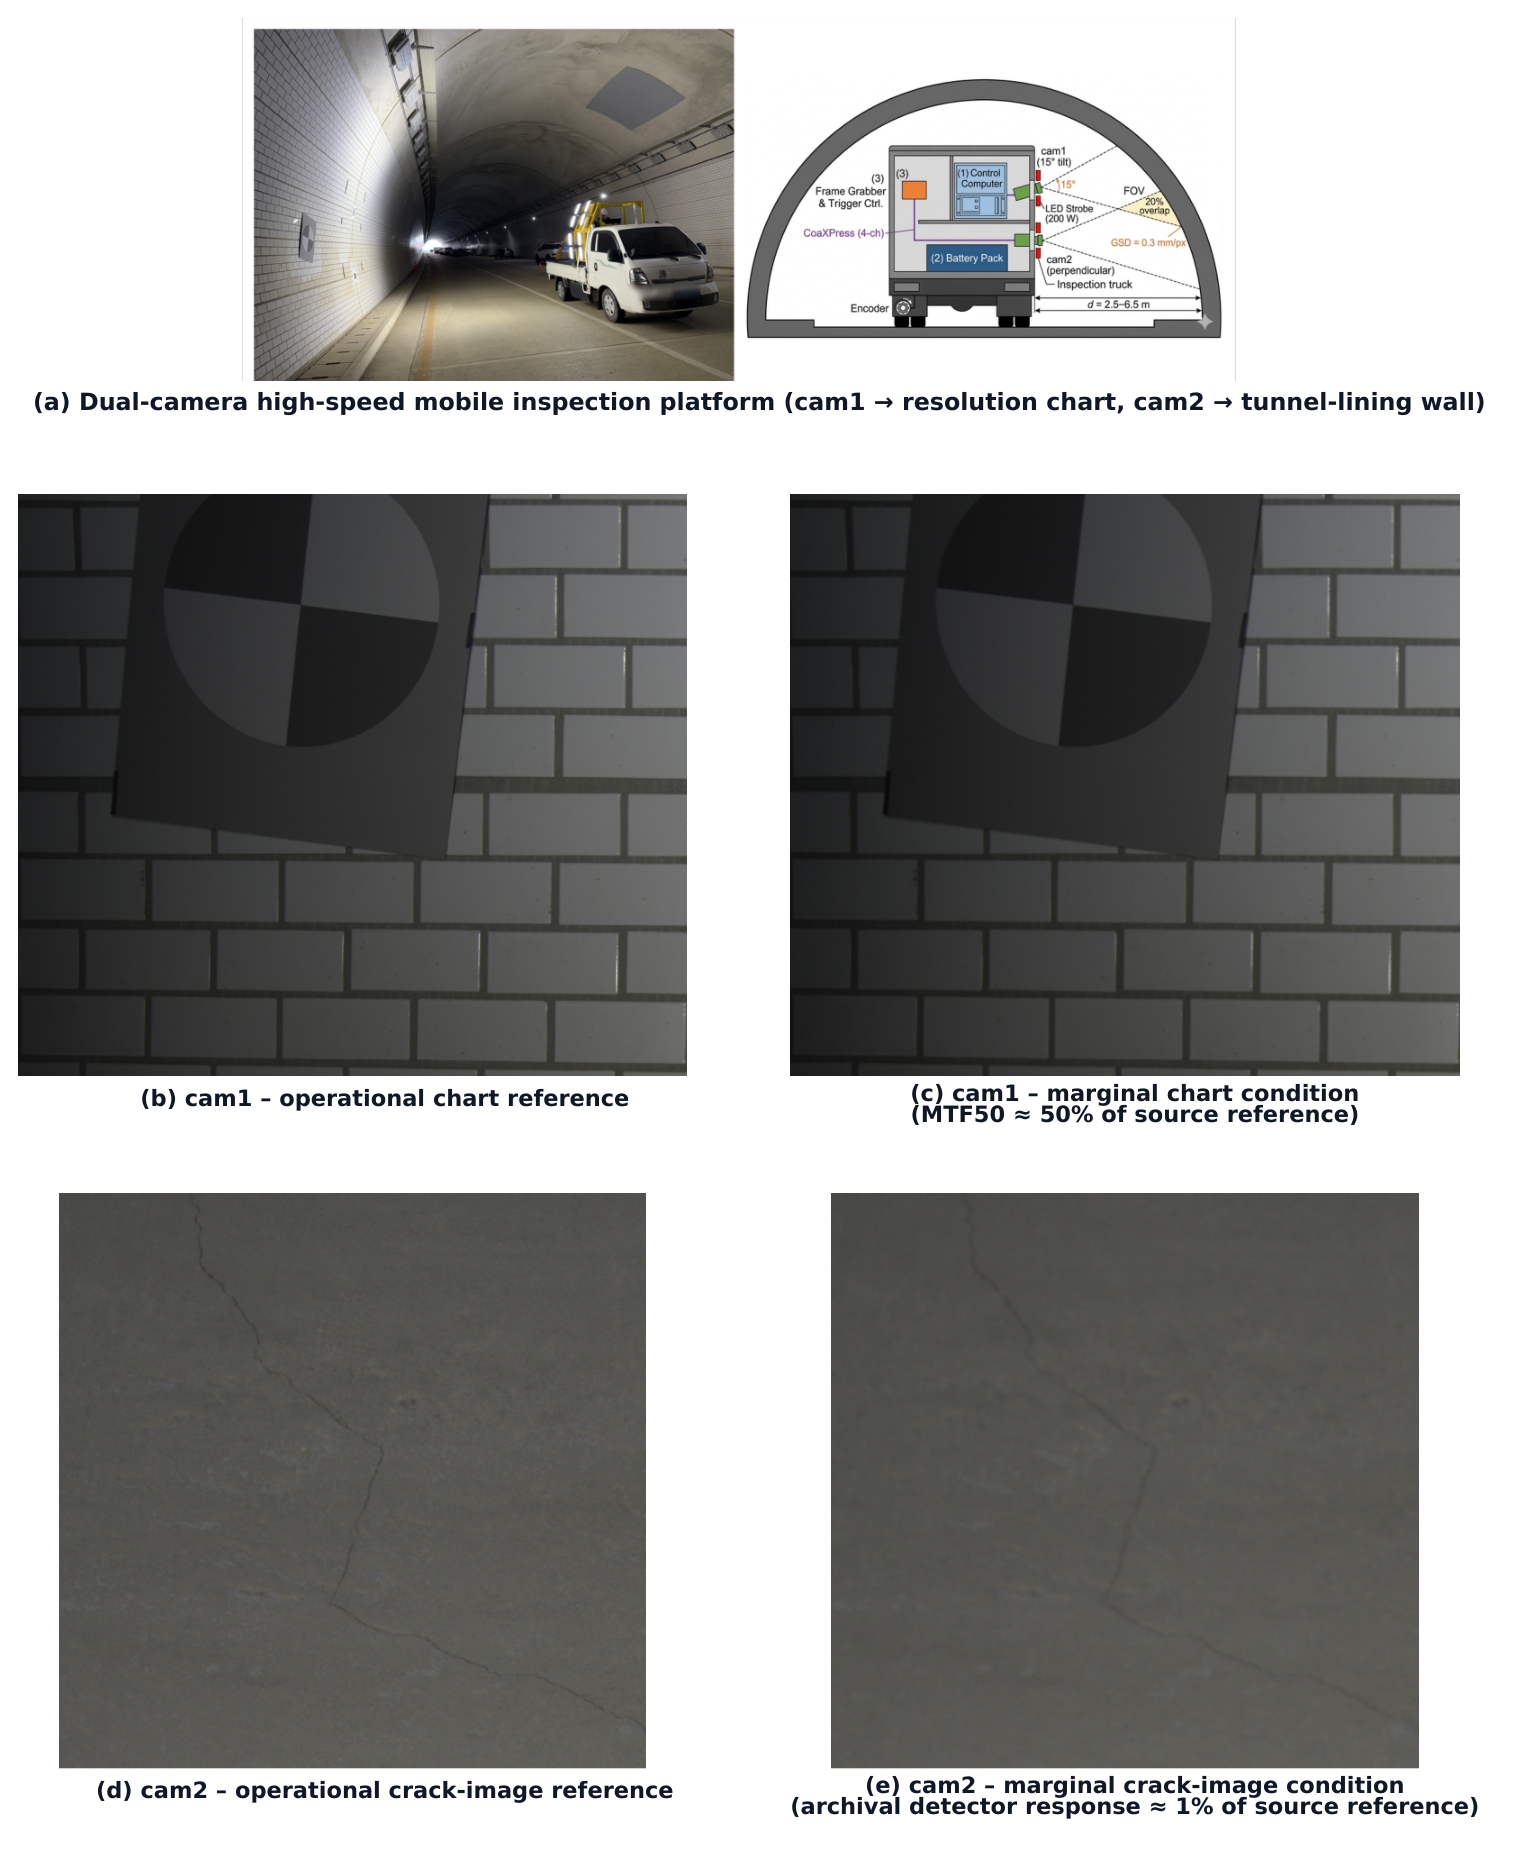 cam1
(15° tilt)
(3)
(3)
Frame Grabber
& Trigger Ctrl.
(1) Control
Computer
15°
FOV
20%
overlap
LED Strobe
(200 W)
CoaXPress (4-ch)
GSD = 0.3 mm/px
(2) Battery Pack
cam2
(perpendicular)
Inspection truck
Encoder
d = 2.5–6.5 m
(a) Dual-camera high-speed mobile inspection platform (cam1 → resolution chart, cam2 → tunnel-lining wall)
(b) cam1 – operational chart reference
(c) cam1 – marginal chart condition
(MTF50 ≈ 50% of source reference)
(d) cam2 – operational crack-image reference
(e) cam2 – marginal crack-image condition
(archival detector response ≈ 1% of source reference)